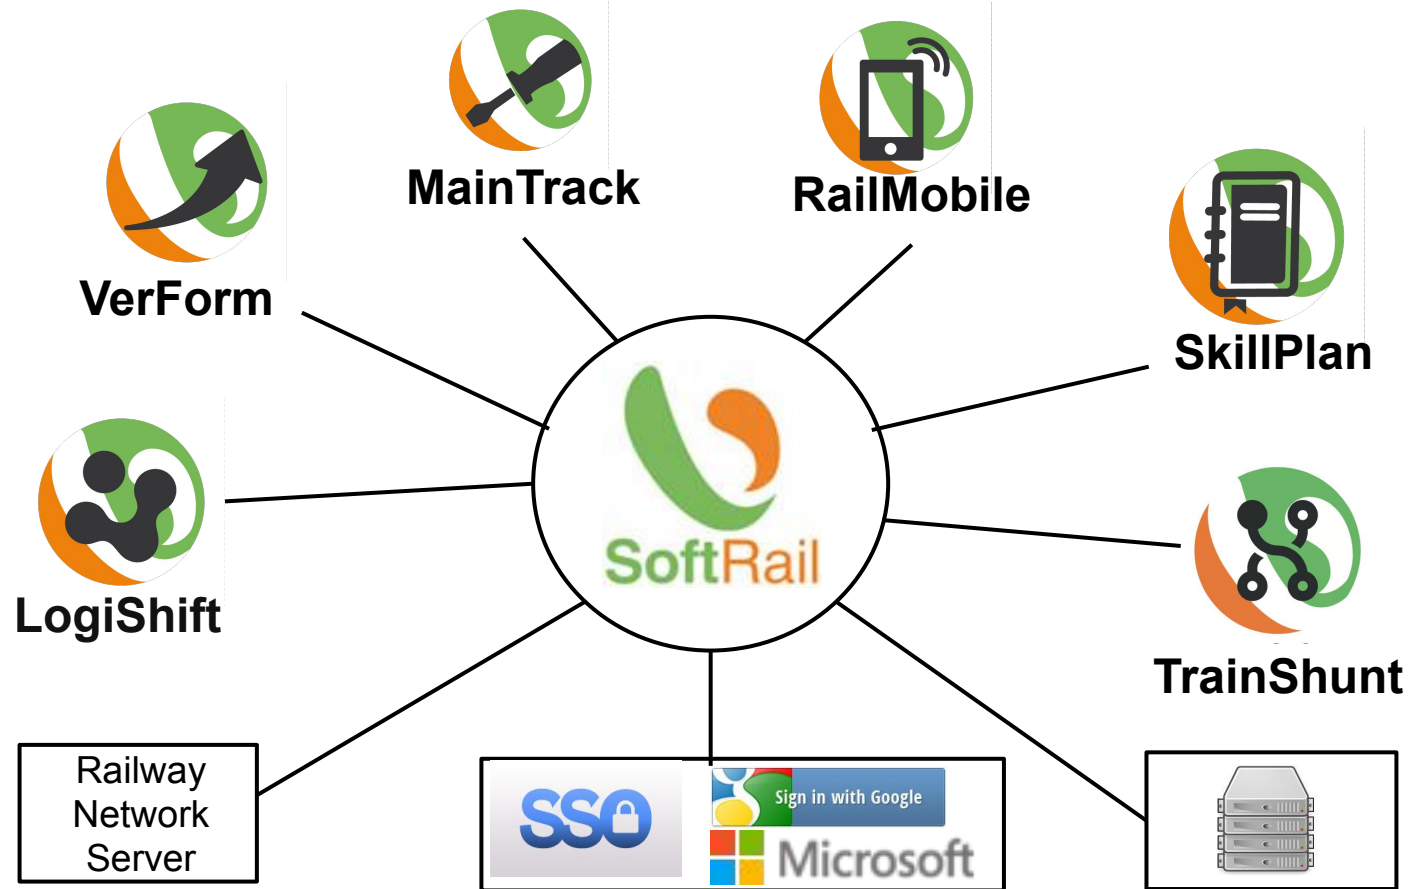 MainTrack
RailMobile
VerForm
SkillPlan
SoftRail
LogiShift
TrainShunt
Railway
Network
Server
SSO
Sign in with Google
Microsoft